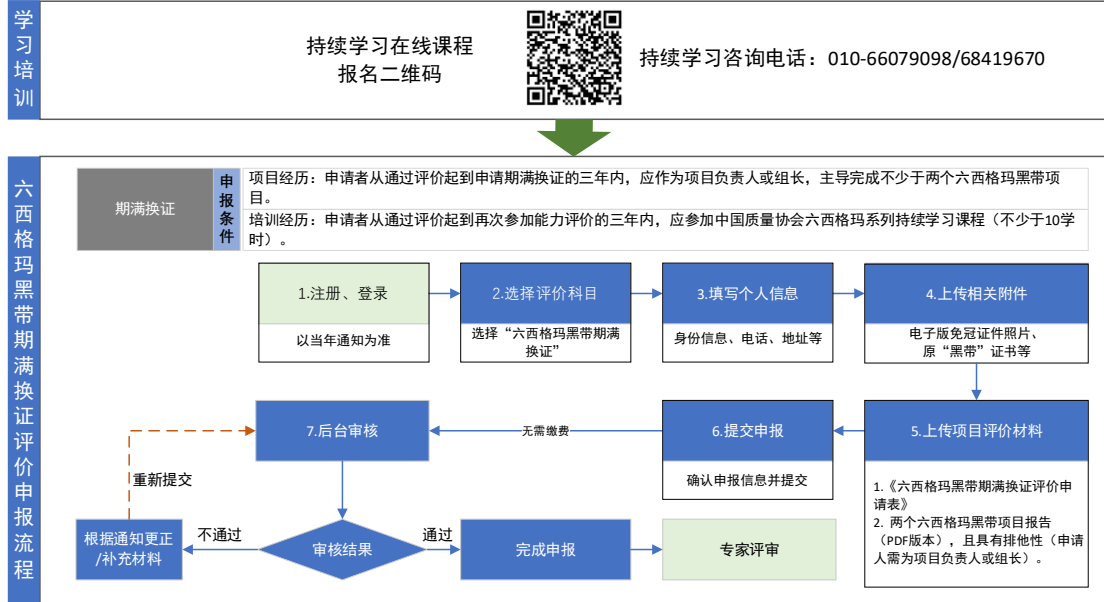 学习培训
持续学习在线课程
报名二维码
持续学习咨询电话：010-66079098/68419670
六西格玛黑带期满换证评价申报流程
期满换证
申报条件
项目经历：申请者从通过评价起到申请期满换证的三年内，应作为项目负责人或组长，主导完成不少于两个六西格玛黑带项
目。
培训经历：申请者从通过评价起到再次参加能力评价的三年内，应参加中国质量协会六西格玛系列持续学习课程（不少于10学
时）。
1.注册、登录
以当年通知为准
2.选择评价科目
选择“六西格玛黑带期满
换证”
3.填写个人信息
身份信息、电话、地址等
4.上传相关附件
电子版免冠证件照片、
原“黑带”证书等
5.上传项目评价材料
1.《六西格玛黑带期满换证评价申
请表》
2. 两个六西格玛黑带项目报告
（PDF版本），且具有排他性（申请
人需为项目负责人或组长）。
6.提交申报
确认申报信息并提交
无需缴费
7.后台审核
重新提交
根据通知更正
/补充材料
不通过
审核结果
通过
完成申报
专家评审